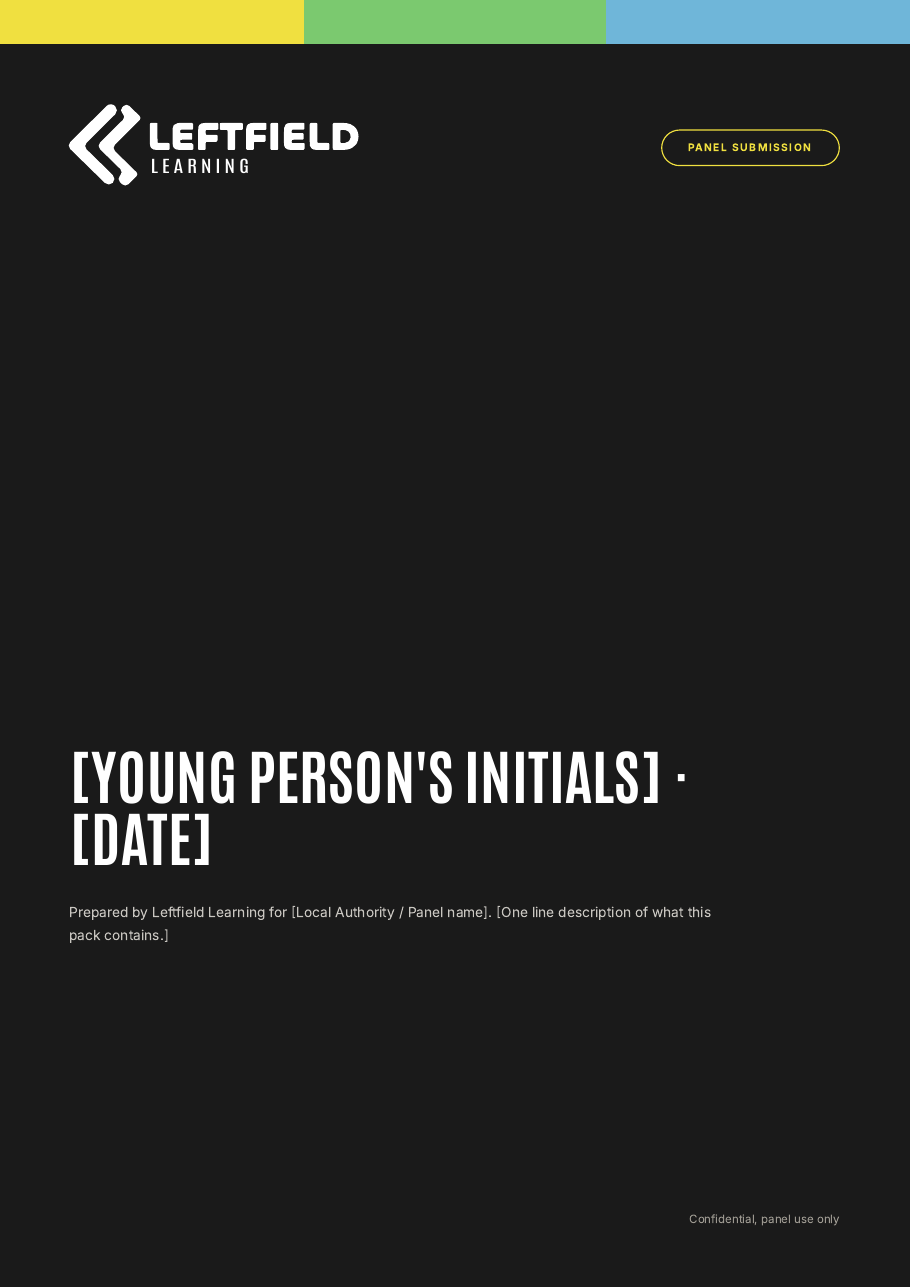 LEFTFIELD
LEARNING
PANEL SUBMISSION
[YOUNG PERSON'S INITIALS] ·
[DATE]
Prepared by Leftfield Learning for [Local Authority / Panel name]. [One line description of what this
pack contains.]
Confidential, panel use only